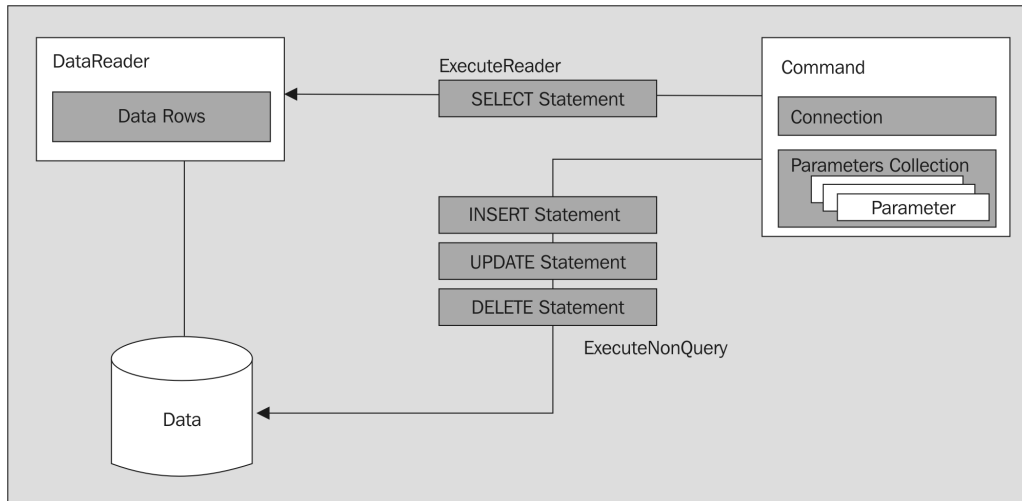 DataReader
Data Rows
ExecuteReader
SELECT Statement
Command
Connection
Parameters Collection
Parameter
INSERT Statement
UPDATE Statement
DELETE Statement
ExecuteNonQuery
Data